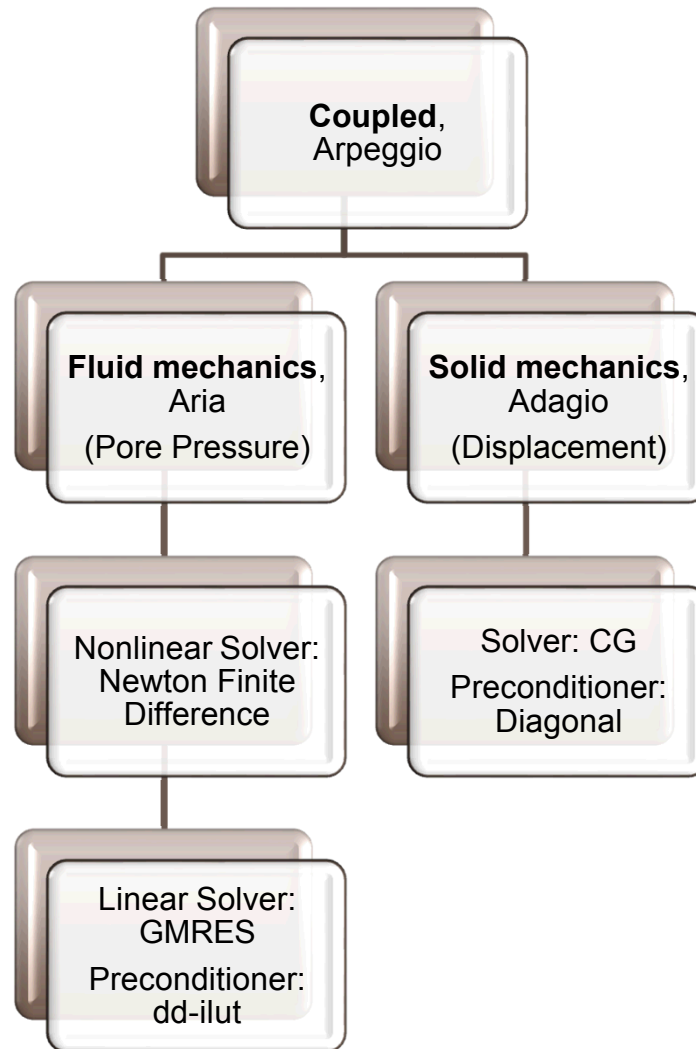 Coupled,
Arpeggio
Fluid mechanics,
Aria
(Pore Pressure)
Solid mechanics,
Adagio
(Displacement)
Nonlinear Solver:
Newton Finite
Difference
Solver: CG
Preconditioner:
Diagonal
Linear Solver:
GMRES
Preconditioner:
dd-ilut